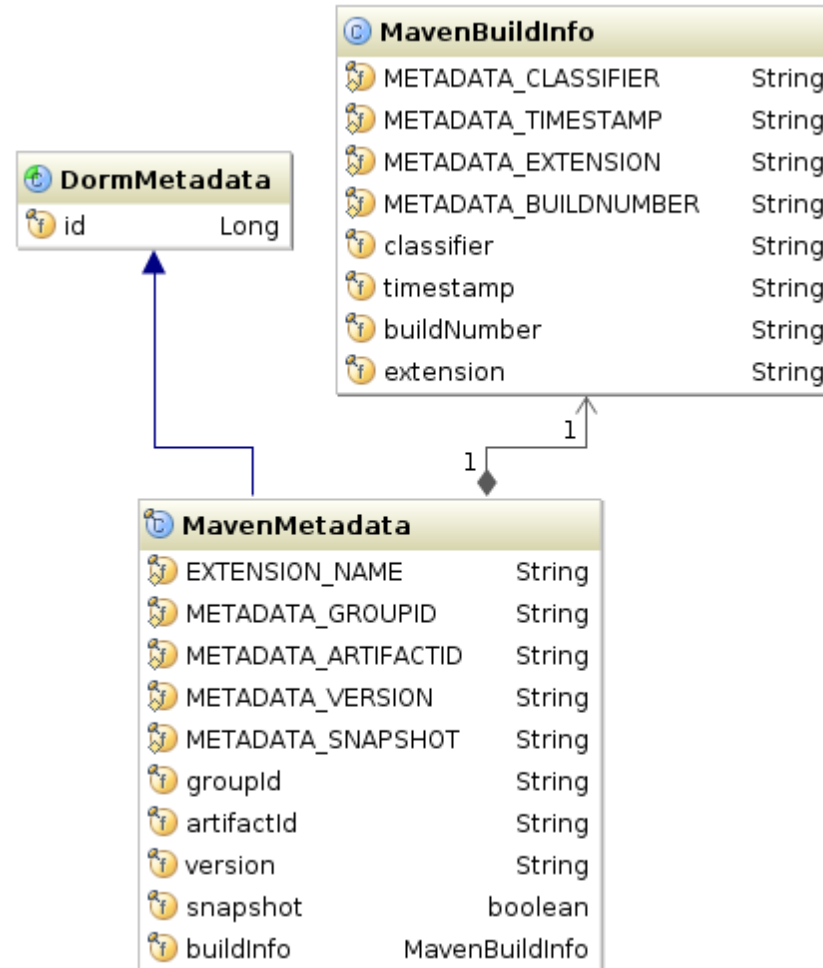 MavenBuildInfo
METADATA_CLASSIFIER String
METADATA_TIMESTAMP String
METADATA_EXTENSION String
METADATA_BUILDNUMBER String
classifier String
timestamp String
buildNumber String
extension String
DormMetadata
id Long
1
1
MavenMetadata
EXTENSION_NAME String
METADATA_GROUPID String
METADATA_ARTIFACTID String
METADATA_VERSION String
METADATA_SNAPSHOT String
groupId String
artifactId String
version String
snapshot boolean
buildInfo MavenBuildInfo